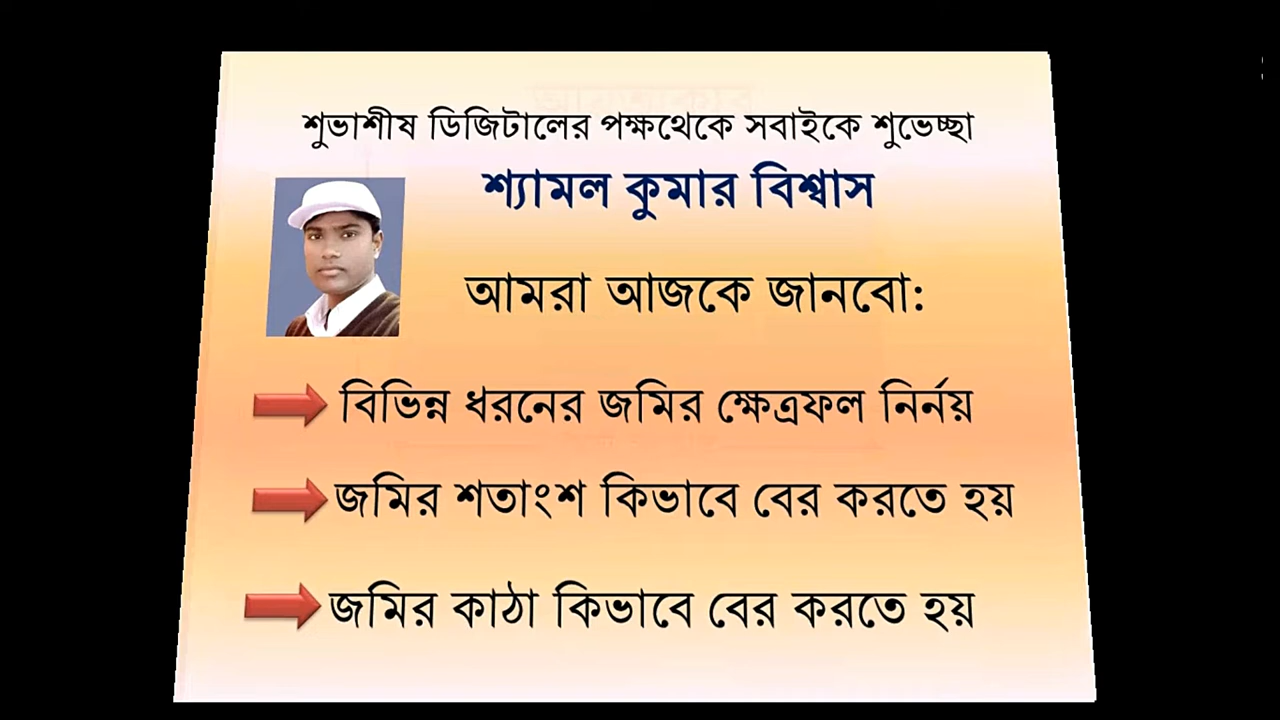 শুভাশীষ ডিজিটালের পক্ষথেকে সবাইকে শুভেচ্ছা
শ্যামল কুমার বিশ্বাস
আমরা আজকে জানবো:
বিভিন্ন ধরনের জমির ক্ষেত্রফল নির্নয়
জমির শতাংশ কিভাবে বের করতে হয়
জমির কাঠা কিভাবে বের করতে হয়